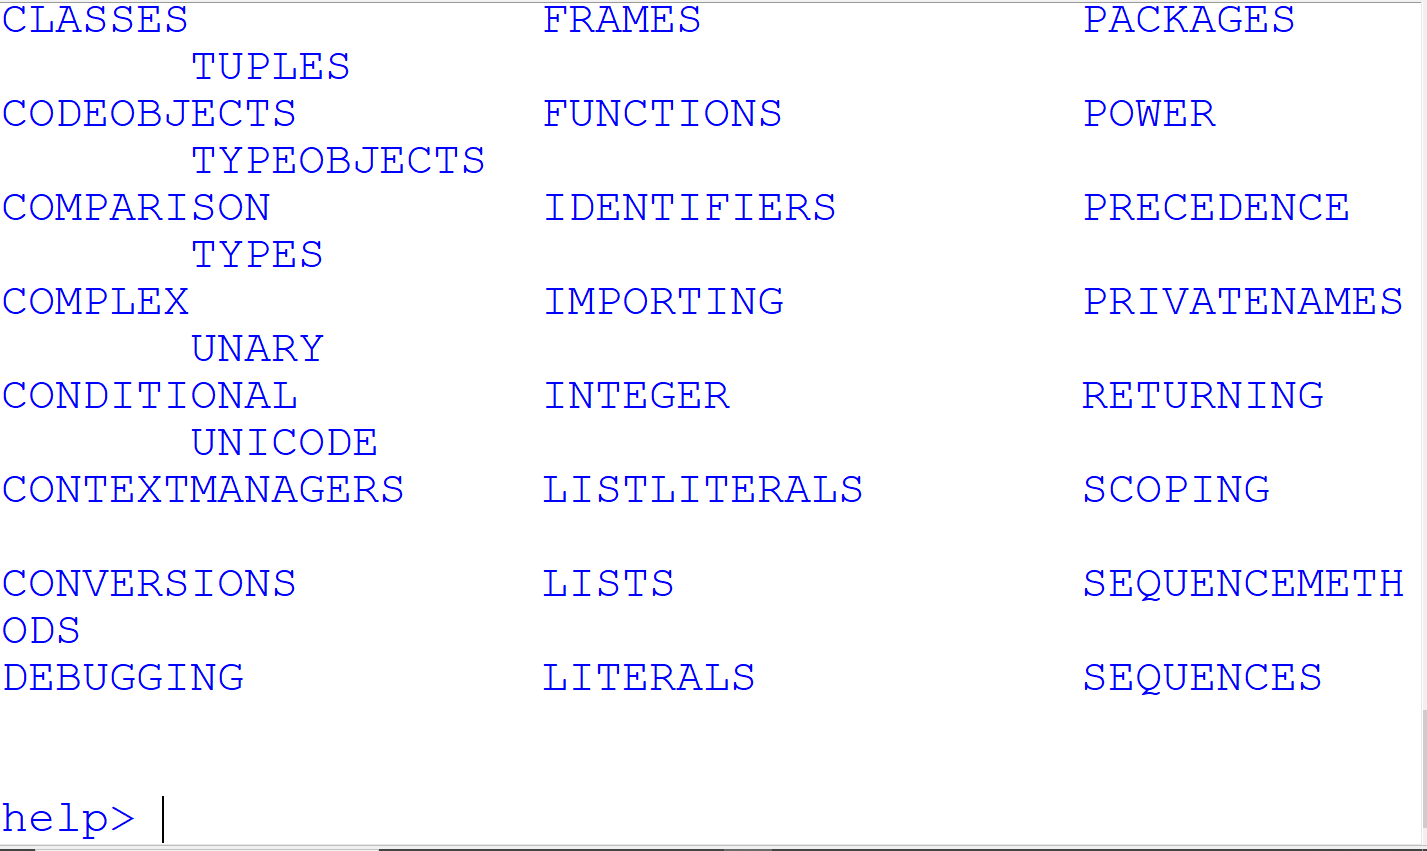 CLASSES FRAMES PACKAGES
TUPLES
CODEOBJECTS FUNCTIONS POWER
TYPEOBJECTS
COMPARISON IDENTIFIERS PRECEDENCE
TYPES
COMPLEX IMPORTING PRIVATENAMES
UNARY
CONDITIONAL INTEGER RETURNING
UNICODE
CONTEXTMANAGERS LISTLITERALS SCOPING
CONVERSIONS LISTS SEQUENCEMETH
ODS
DEBUGGING LITERALS SEQUENCES
help>